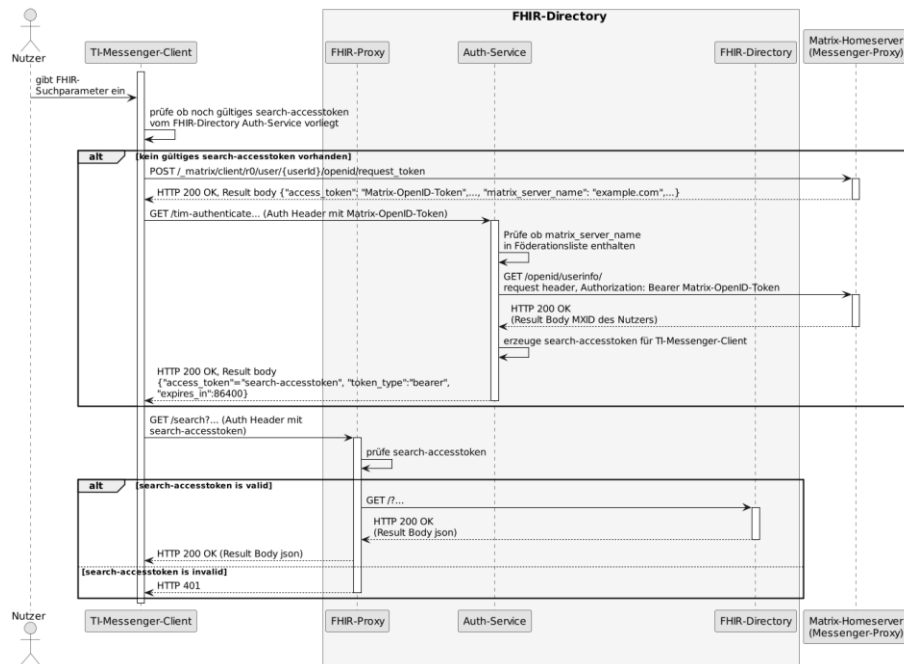 FHIR-Directory
Nutzer
TI-Messenger-Client
FHIR-Proxy
Auth-Service
FHIR-Directory
Matrix-Homeserver
(Messenger-Proxy)
gibt FHIR-
Suchparameter ein
prüfe ob noch gültiges search-accesstoken
vom FHIR-Directory Auth-Service vorliegt
alt
[kein gültiges search-accesstoken vorhanden]
POST /_matrix/client/r0/user/{userId}/openid/request_token
HTTP 200 OK, Result body {"access_token": "Matrix-OpenID-Token",..., "matrix_server_name": "example.com",...}
GET /tim-authenticate... (Auth Header mit Matrix-OpenID-Token)
Prüfe ob matrix_server_name
in Föderationsliste enthalten
GET /openid/userinfo/
request header, Authorization: Bearer Matrix-OpenID-Token
HTTP 200 OK
(Result Body MXID des Nutzers)
erzeuge search-accesstoken für TI-Messenger-Client
HTTP 200 OK, Result body
{"access_token"="search-accesstoken", "token_type":"bearer",
"expires_in":86400}
GET /search?... (Auth Header mit
search-accesstoken)
prüfe search-accesstoken
alt
[search-accesstoken is valid]
GET /?...
HTTP 200 OK
(Result Body json)
HTTP 200 OK (Result Body json)
[search-accesstoken is invalid]
HTTP 401
Nutzer
TI-Messenger-Client
FHIR-Proxy
Auth-Service
FHIR-Directory
Matrix-Homeserver
(Messenger-Proxy)